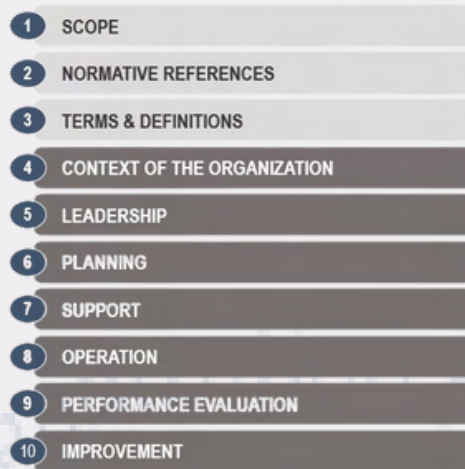 1 SCOPE
2 NORMATIVE REFERENCES
3 TERMS & DEFINITIONS
4 CONTEXT OF THE ORGANIZATION
5 LEADERSHIP
6 PLANNING
7 SUPPORT
8 OPERATION
9 PERFORMANCE EVALUATION
10 IMPROVEMENT